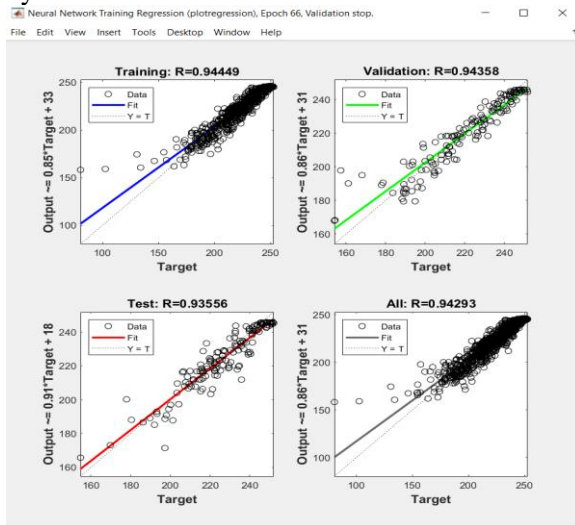 Neural Network Training Regression (plotregression), Epoch 66, Validation stop.
File Edit View Insert Tools Desktop Window Help
Training: R=0.94449
Output ~= 0.85*Target + 33
250
200
150
100
Data
Fit
Y = T
100 150 200 250
Target
Validation: R=0.94358
Output ~= 0.86*Target + 31
240
220
200
180
160
Data
Fit
Y = T
160 180 200 220 240
Target
Test: R=0.93556
Output ~= 0.91*Target + 18
240
220
200
180
160
Data
Fit
Y = T
160 180 200 220 240
Target
All: R=0.94293
Output ~= 0.86*Target + 31
250
200
150
100
Data
Fit
Y = T
100 150 200 250
Target